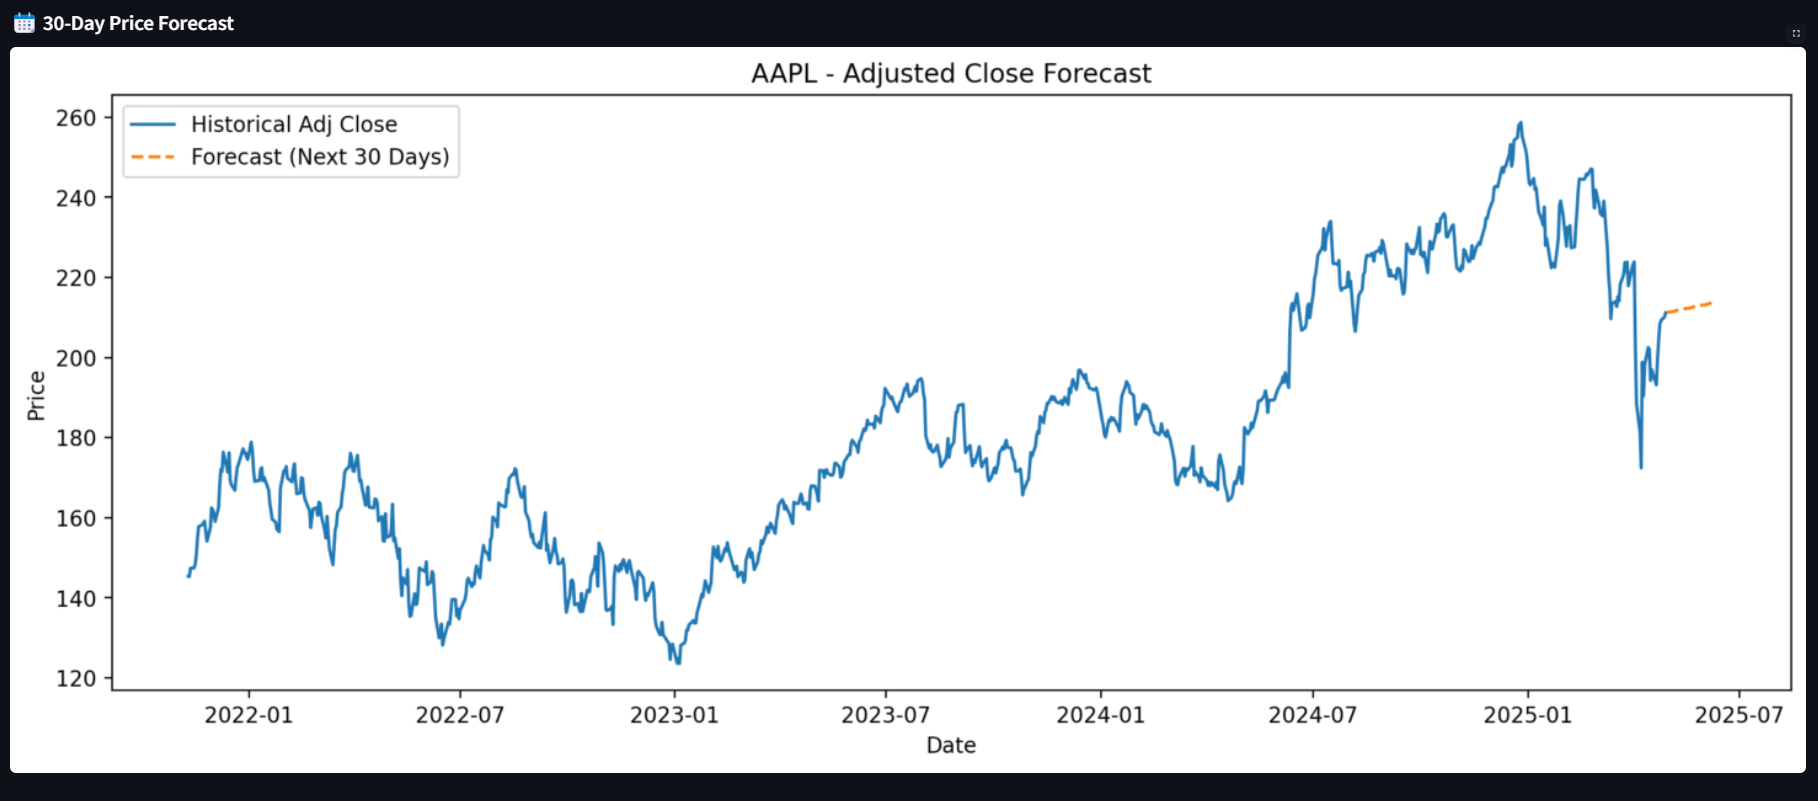 30-Day Price Forecast
AAPL - Adjusted Close Forecast
Historical Adj Close
Forecast (Next 30 Days)
260
240
220
200
180
160
140
120
Price
2022-01 2022-07 2023-01 2023-07 2024-01 2024-07 2025-01 2025-07
Date